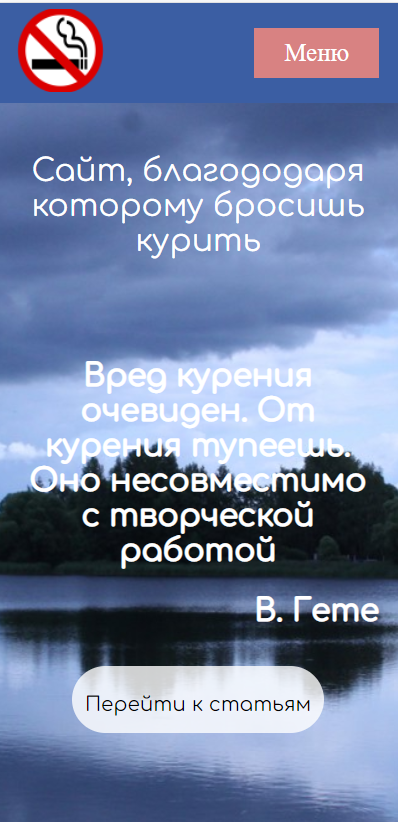 Меню
Сайт, благододаря
которому бросишь
курить
Вред курения
очевиден. От
курения тупеешь.
Оно несовместимо
с творческой
работой
В. Гете
Перейти к статьям